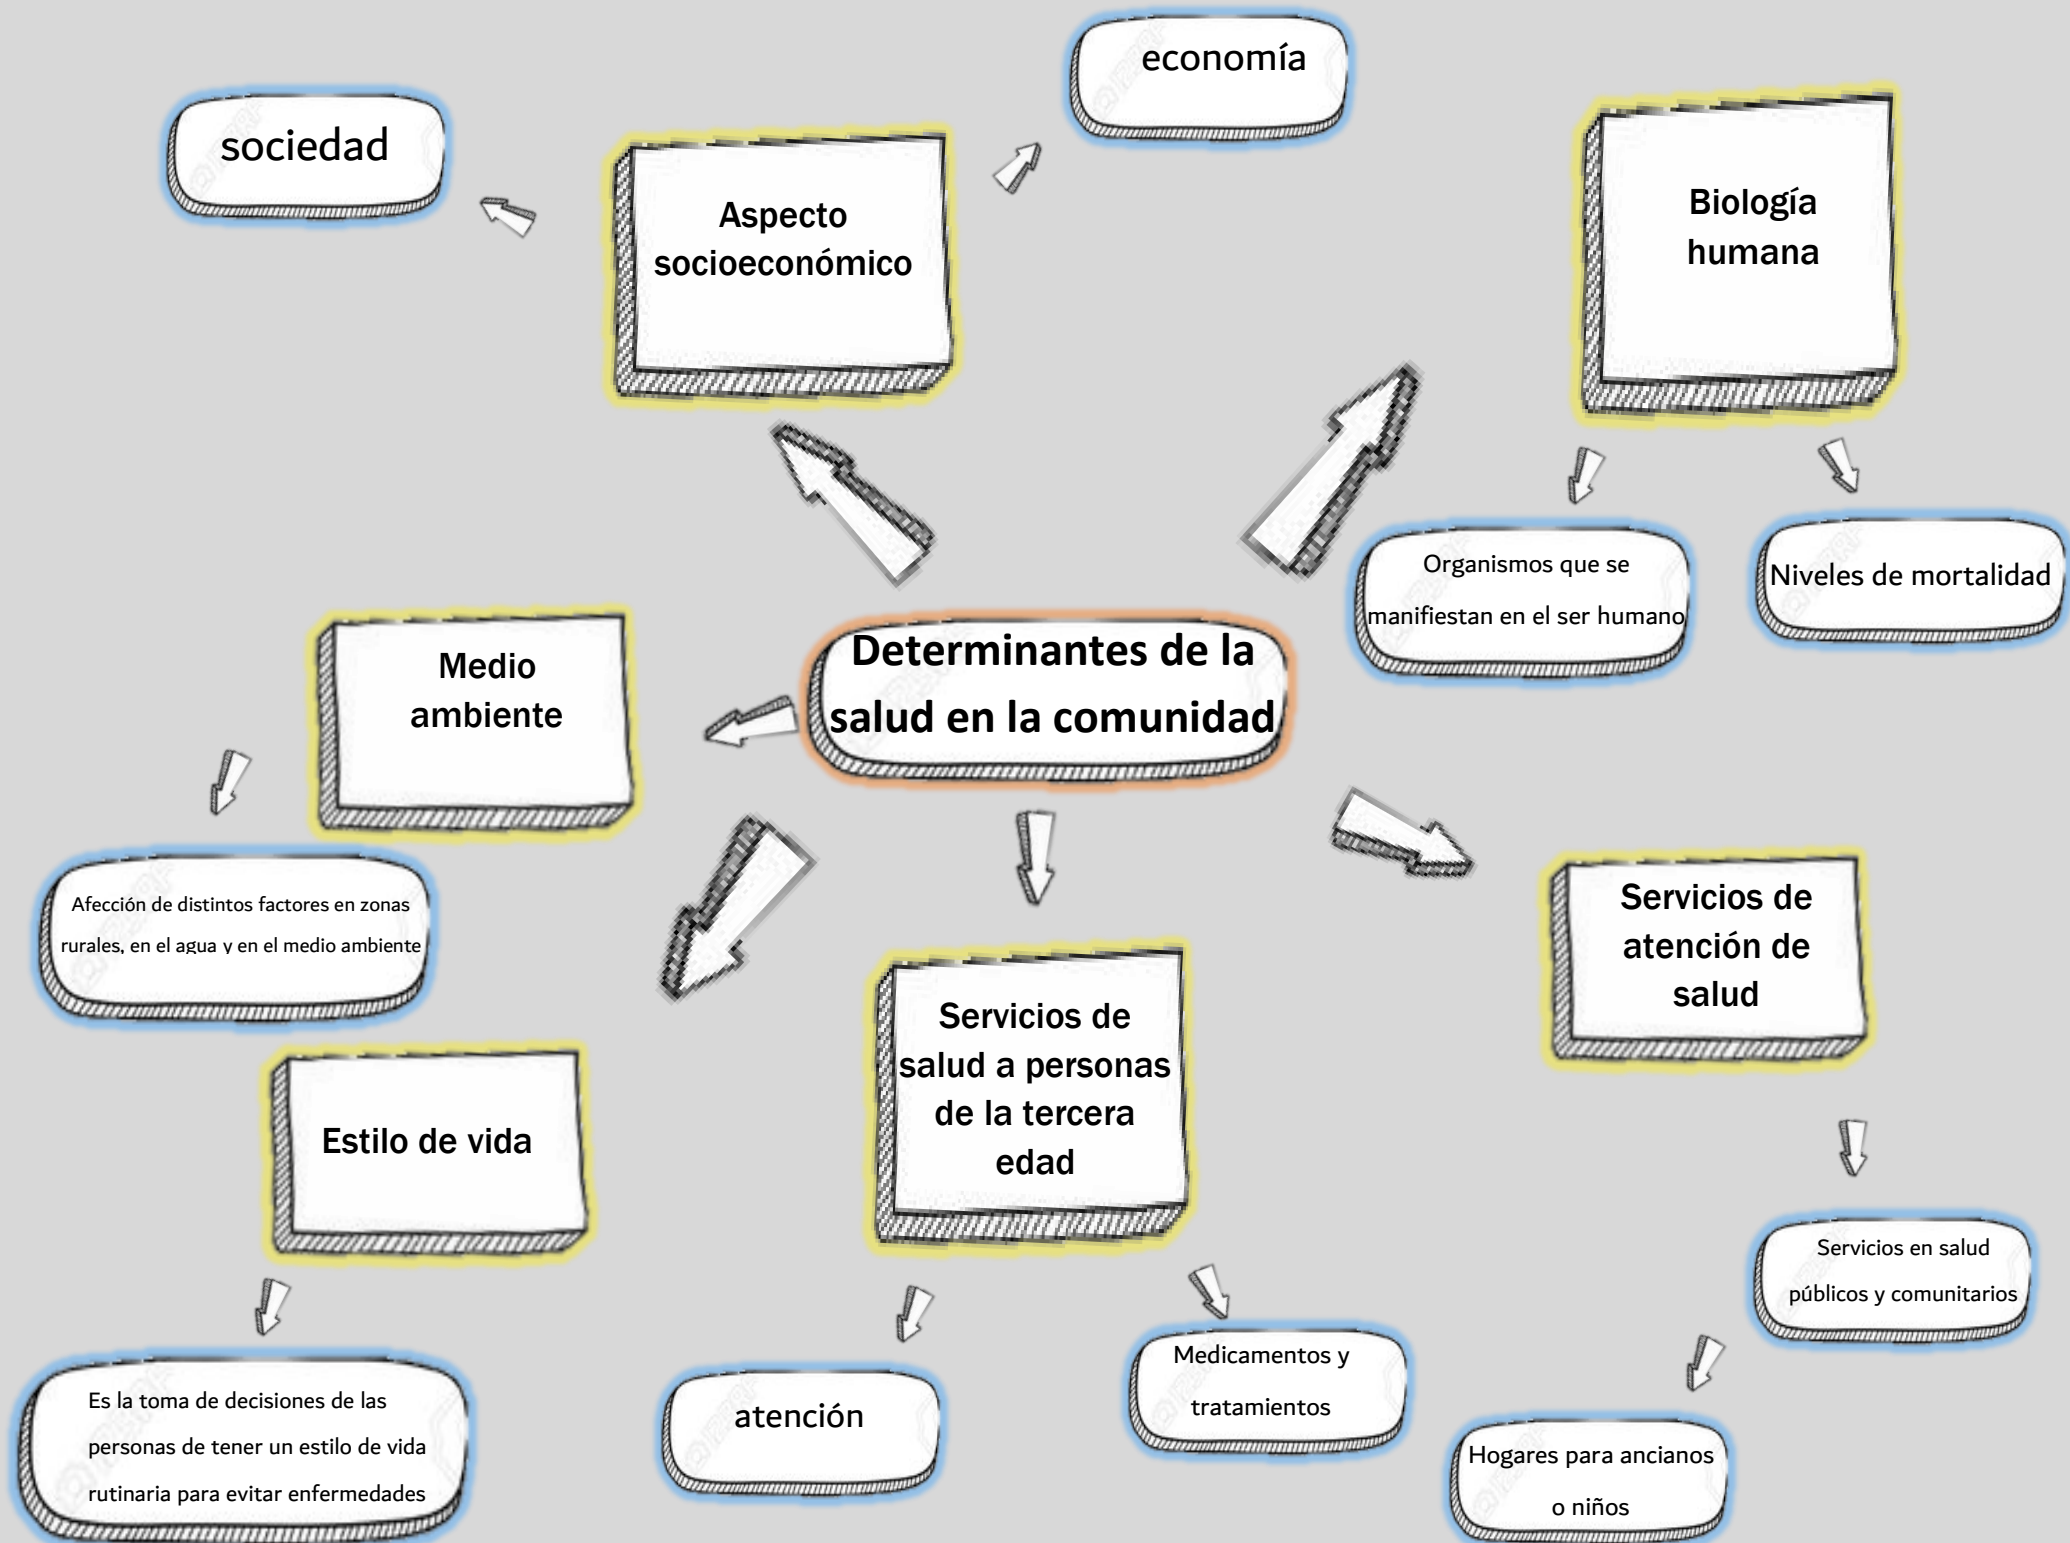 economía
sociedad
Aspecto
socioeconómico
Biología
humana
Organismos que se
manifiestan en el ser humano
Niveles de mortalidad
Determinantes de la
salud en la comunidad
Medio
ambiente
Afección de distintos factores en zonas
rurales, en el agua y en el medio ambiente
Servicios de
atención de
salud
Servicios de
salud a personas
de la tercera
edad
Estilo de vida
Servicios en salud
públicos y comunitarios
Es la toma de decisiones de las
personas de tener un estilo de vida
rutinaria para evitar enfermedades
atención
Medicamentos y
tratamientos
Hogares para ancianos
o niños